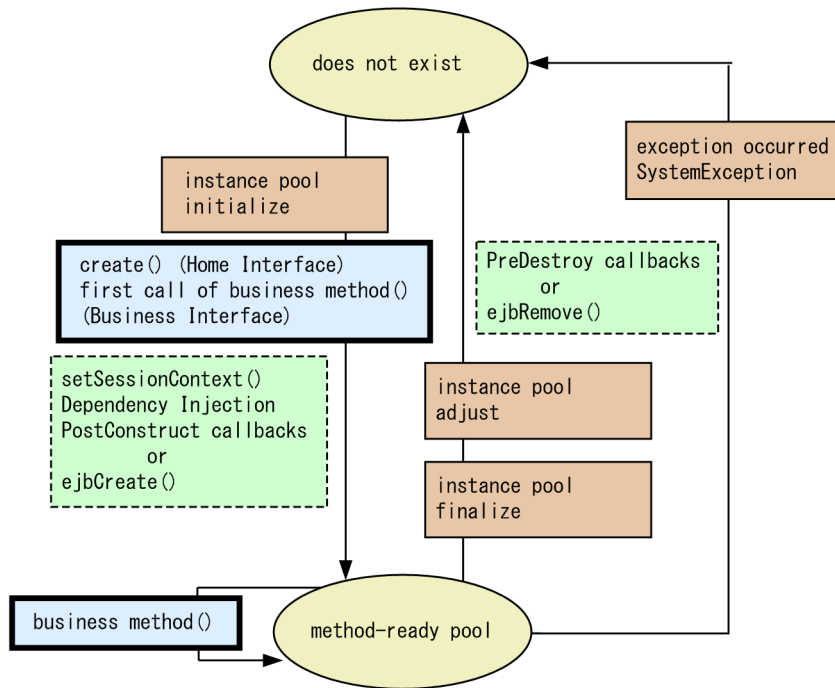 does not exist
exception occurred
SystemException
instance pool
initialize
create() (Home Interface)
first call of business method()
(Business Interface)
PreDestroy callbacks
or
ejbRemove()
setSessionContext()
Dependency Injection
PostConstruct callbacks
or
ejbCreate()
instance pool
adjust
instance pool
finalize
business method()
method-ready pool